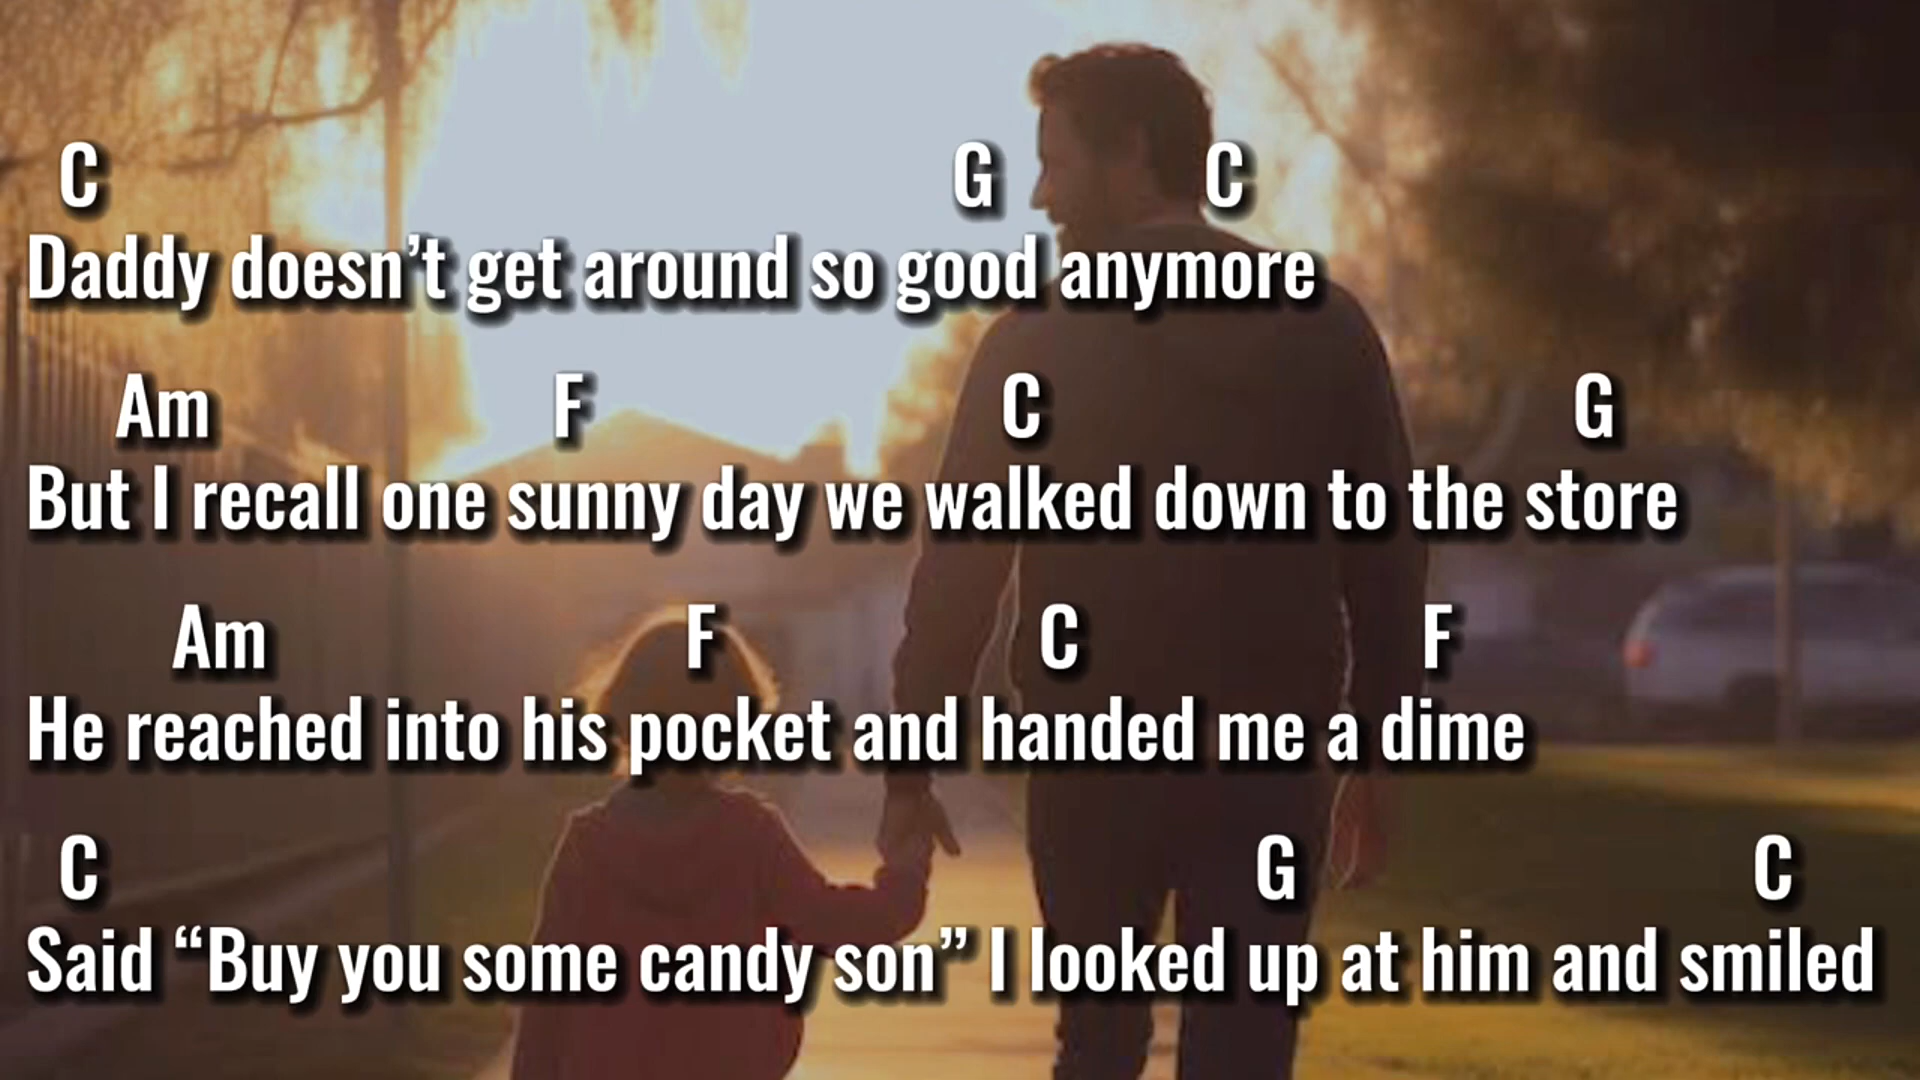 C G C
Daddy doesn’t get around so good anymore
Am F C G
But I recall one sunny day we walked down to the store
Am F C F
He reached into his pocket and handed me a dime
C G C
Said “Buy you some candy son” I looked up at him and smiled